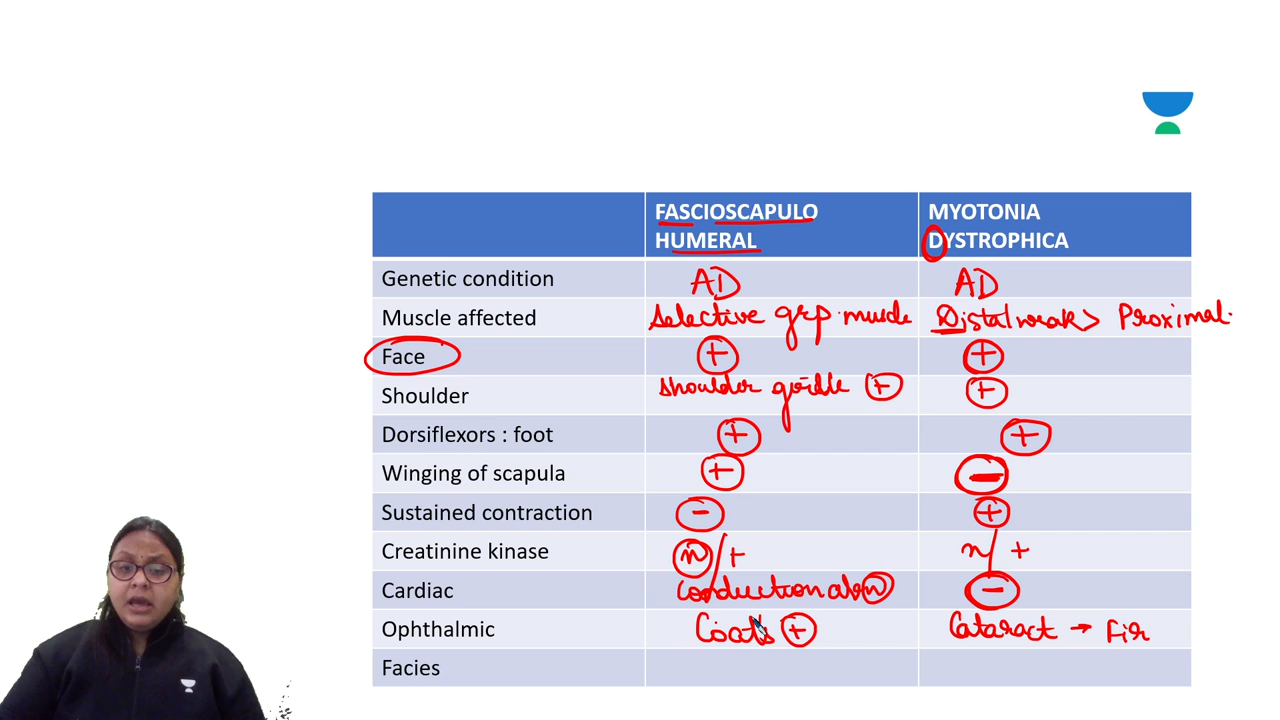 FASCIOSCAPULO HUMERAL MYOTONIA DYSTROPHICA
Genetic condition AD AD
Muscle affected Selective grp. muscle Distal weak > Proximal.
Face + +
Shoulder Shoulder girdle + +
Dorsiflexors : foot + +
Winging of scapula + -
Sustained contraction - +
Creatinine kinase n/+ n/+
Cardiac Conduction abn -
Ophthalmic Coats + Cataract → Fir
Facies